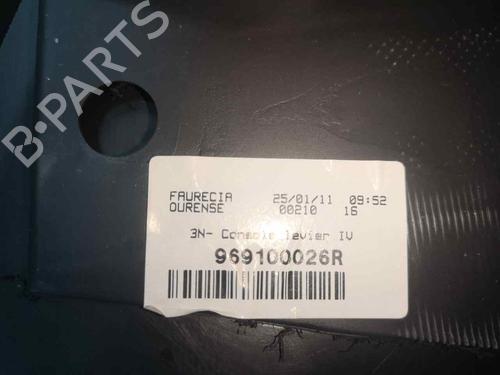 B-PARTS
FAURECIA 25/01/11 09:52
OURENSE 00210 16
3N- Console levier IV
969100026R